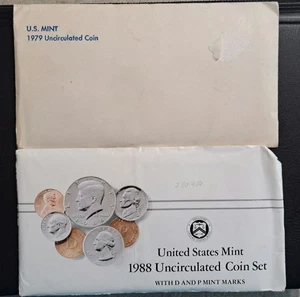 U.S. MINT
1979 Uncirculated Coin
United States Mint
1988 Uncirculated Coin Set
WITH D AND P MINT MARKS